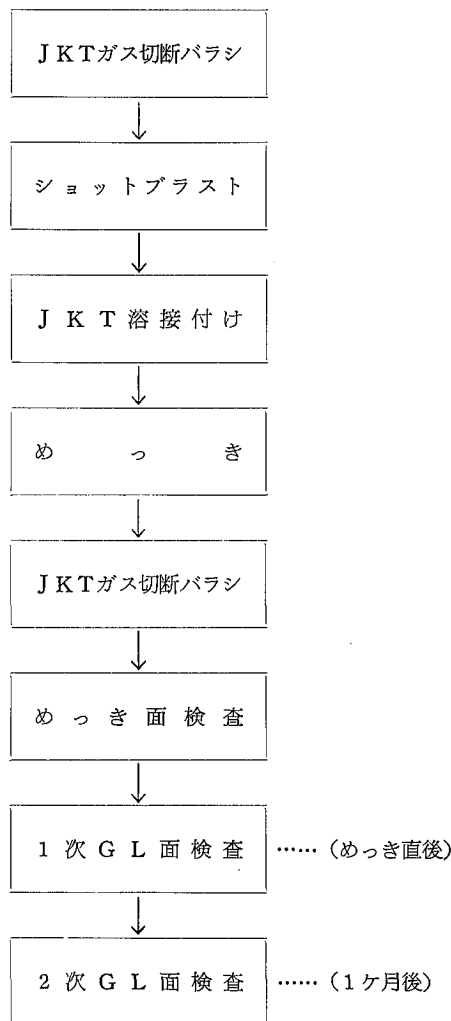 JKTガス切断バラシ
ショットブラスト
JKT溶接付け
めっき
JKTガス切断バラシ
めっき面検査
1次GL面検査 ……(めっき直後)
2次GL面検査 ……(1ケ月後)